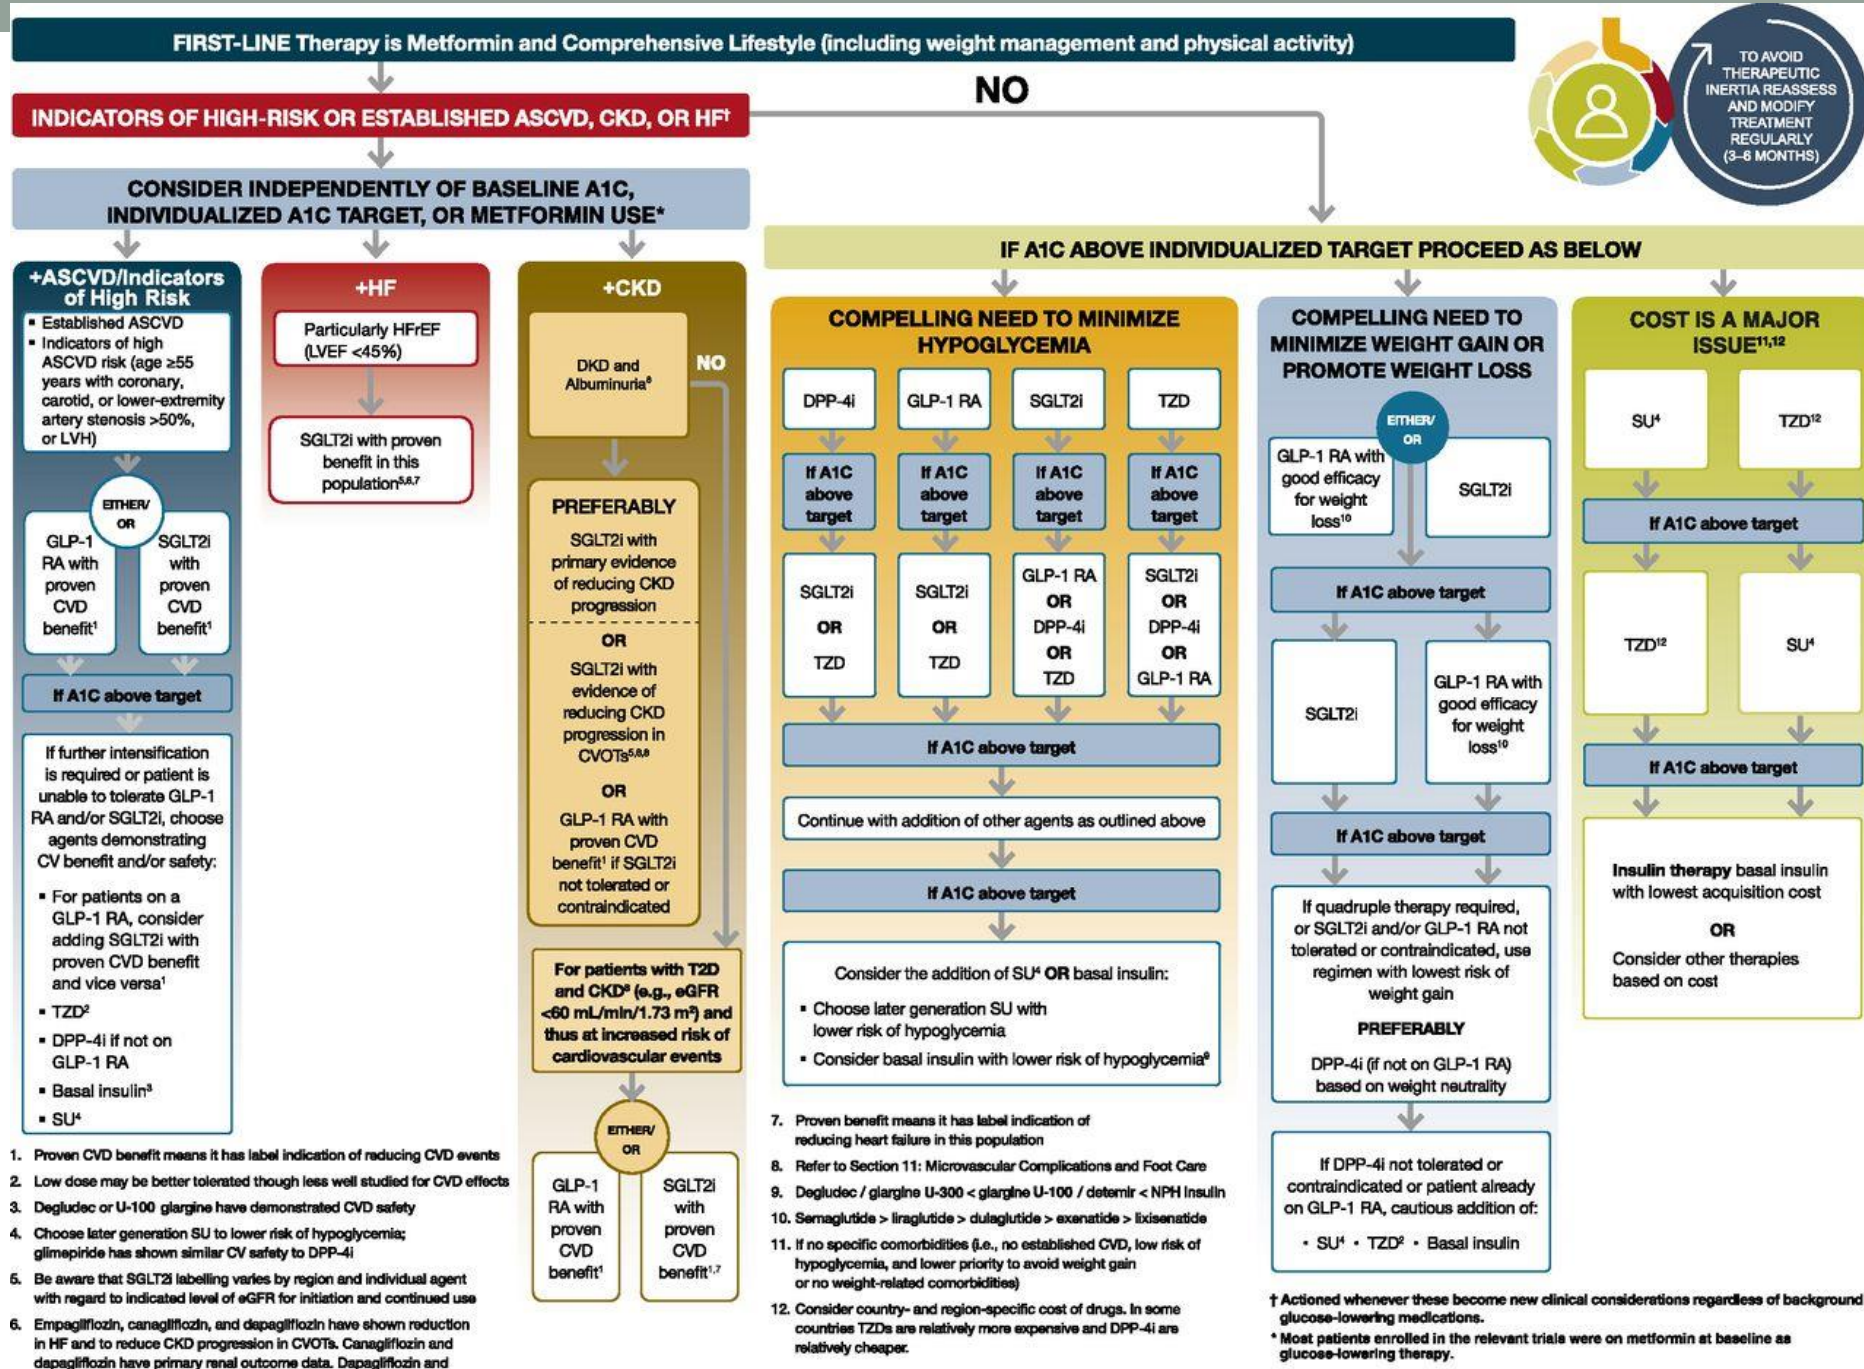 FIRST-LINE Therapy is Metformin and Comprehensive Lifestyle (including weight management and physical activity)
TO AVOID
THERAPEUTIC
INERTIA REASSESS
AND MODIFY
TREATMENT
REGULARLY
(3–6 MONTHS)
NO
INDICATORS OF HIGH-RISK OR ESTABLISHED ASCVD, CKD, OR HF†
CONSIDER INDEPENDENTLY OF BASELINE A1C,
INDIVIDUALIZED A1C TARGET, OR METFORMIN USE*
+ASCVD/Indicators
of High Risk
▪ Established ASCVD
▪ Indicators of high
ASCVD risk (age ≥55
years with coronary,
carotid, or lower-extremity
artery stenosis >50%,
or LVH)
EITHER/
OR
GLP-1
RA with
proven
CVD
benefit¹
SGLT2i
with
proven
CVD
benefit¹
If A1C above target
If further intensification
is required or patient is
unable to tolerate GLP-1
RA and/or SGLT2i, choose
agents demonstrating
CV benefit and/or safety:
▪ For patients on a
GLP-1 RA, consider
adding SGLT2i with
proven CVD benefit
and vice versa¹
▪ TZD²
▪ DPP-4i if not on
GLP-1 RA
▪ Basal insulin³
▪ SU⁴
+HF
Particularly HFrEF
(LVEF <45%)
SGLT2i with proven
benefit in this
population⁵,⁶,⁷
+CKD
DKD and
Albuminuria⁸
NO
PREFERABLY
SGLT2i with
primary evidence
of reducing CKD
progression
OR
SGLT2i with
evidence of
reducing CKD
progression in
CVOTs⁵,⁶,⁸
OR
GLP-1 RA with
proven CVD
benefit¹ if SGLT2i
not tolerated or
contraindicated
For patients with T2D
and CKD⁸ (e.g., eGFR
<60 mL/min/1.73 m²) and
thus at increased risk of
cardiovascular events
EITHER/
OR
GLP-1
RA with
proven
CVD
benefit¹
SGLT2i
with
proven
CVD
benefit¹,⁷
IF A1C ABOVE INDIVIDUALIZED TARGET PROCEED AS BELOW
COMPELLING NEED TO MINIMIZE
HYPOGLYCEMIA
DPP-4i
GLP-1 RA
SGLT2i
TZD
If A1C
above
target
If A1C
above
target
If A1C
above
target
If A1C
above
target
SGLT2i
OR
TZD
SGLT2i
OR
TZD
GLP-1 RA
OR
DPP-4i
OR
TZD
SGLT2i
OR
DPP-4i
OR
GLP-1 RA
If A1C above target
Continue with addition of other agents as outlined above
If A1C above target
Consider the addition of SU⁴ OR basal insulin:
▪ Choose later generation SU with
lower risk of hypoglycemia
▪ Consider basal insulin with lower risk of hypoglycemia⁹
COMPELLING NEED TO
MINIMIZE WEIGHT GAIN OR
PROMOTE WEIGHT LOSS
EITHER/
OR
GLP-1 RA with
good efficacy
for weight
loss¹⁰
SGLT2i
If A1C above target
SGLT2i
GLP-1 RA with
good efficacy
for weight
loss¹⁰
If A1C above target
If quadruple therapy required,
or SGLT2i and/or GLP-1 RA not
tolerated or contraindicated, use
regimen with lowest risk of
weight gain
PREFERABLY
DPP-4i (if not on GLP-1 RA)
based on weight neutrality
If DPP-4i not tolerated or
contraindicated or patient already
on GLP-1 RA, cautious addition of:
• SU⁴ • TZD² • Basal insulin
COST IS A MAJOR
ISSUE¹¹,¹²
SU⁴
TZD¹²
If A1C above target
TZD¹²
SU⁴
If A1C above target
Insulin therapy basal insulin
with lowest acquisition cost
OR
Consider other therapies
based on cost
1. Proven CVD benefit means it has label indication of reducing CVD events
2. Low dose may be better tolerated though less well studied for CVD effects
3. Degludec or U-100 glargine have demonstrated CVD safety
4. Choose later generation SU to lower risk of hypoglycemia;
glimepiride has shown similar CV safety to DPP-4i
5. Be aware that SGLT2i labelling varies by region and individual agent
with regard to indicated level of eGFR for initiation and continued use
6. Empagliflozin, canagliflozin, and dapagliflozin have shown reduction
in HF and to reduce CKD progression in CVOTs. Canagliflozin and
dapagliflozin have primary renal outcome data. Dapagliflozin and
7. Proven benefit means it has label indication of
reducing heart failure in this population
8. Refer to Section 11: Microvascular Complications and Foot Care
9. Degludec / glargine U-300 < glargine U-100 / detemir < NPH insulin
10. Semaglutide > liraglutide > dulaglutide > exenatide > lixisenatide
11. If no specific comorbidities (i.e., no established CVD, low risk of
hypoglycemia, and lower priority to avoid weight gain
or no weight-related comorbidities)
12. Consider country- and region-specific cost of drugs. In some
countries TZDs are relatively more expensive and DPP-4i are
relatively cheaper.
† Actioned whenever these become new clinical considerations regardless of background
glucose-lowering medications.
* Most patients enrolled in the relevant trials were on metformin at baseline as
glucose-lowering therapy.